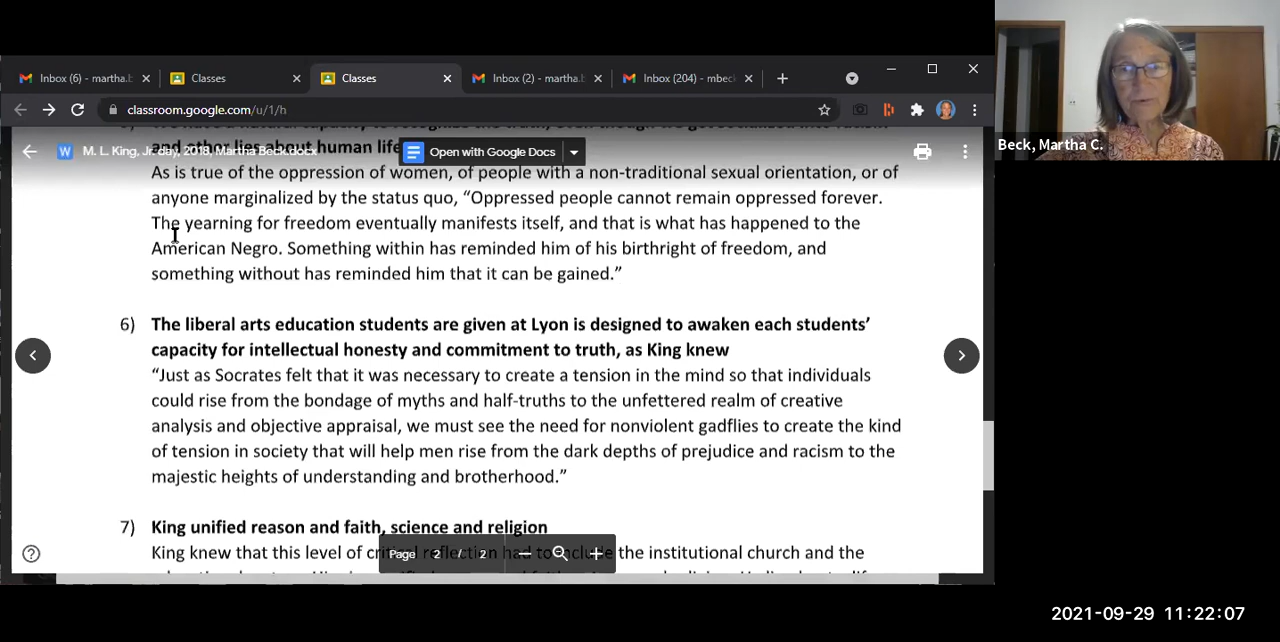 Inbox (6) - martha.b
Classes
Classes
Inbox (2) - martha.b
Inbox (204) - mbeck
classroom.google.com/u/1/h
Beck, Martha C.
M. L. King, Jr. day, 2018, Martha Beck.docx
Open with Google Docs
and other lies about human life
As is true of the oppression of women, of people with a non-traditional sexual orientation, or of
anyone marginalized by the status quo, “Oppressed people cannot remain oppressed forever.
The yearning for freedom eventually manifests itself, and that is what has happened to the
American Negro. Something within has reminded him of his birthright of freedom, and
something without has reminded him that it can be gained.”
6) The liberal arts education students are given at Lyon is designed to awaken each students’
capacity for intellectual honesty and commitment to truth, as King knew
“Just as Socrates felt that it was necessary to create a tension in the mind so that individuals
could rise from the bondage of myths and half-truths to the unfettered realm of creative
analysis and objective appraisal, we must see the need for nonviolent gadflies to create the kind
of tension in society that will help men rise from the dark depths of prejudice and racism to the
majestic heights of understanding and brotherhood.”
7) King unified reason and faith, science and religion
King knew that this level of critical reflection had to include the institutional church and the
Page 2 / 2
2021-09-29 11:22:07